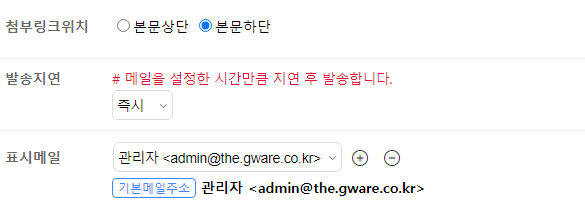 첨부링크위치 본문상단 본문하단
발송지연 # 메일을 설정한 시간만큼 지연 후 발송합니다.
즉시
표시메일 관리자 <admin@the.gware.co.kr>
기본메일주소 관리자 <admin@the.gware.co.kr>